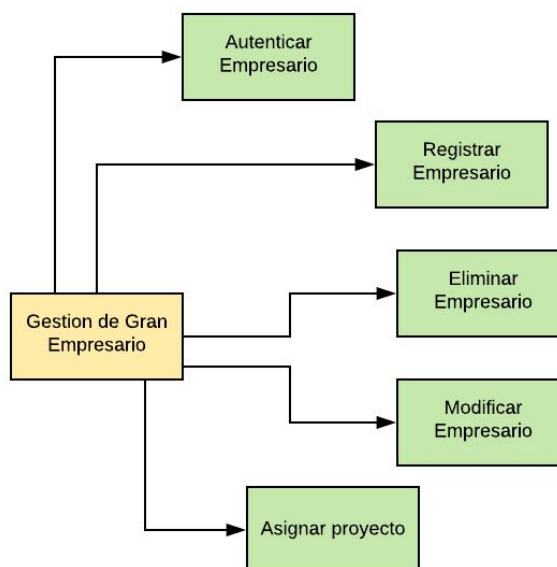 Autenticar
Empresario
Registrar
Empresario
Eliminar
Empresario
Gestion de Gran
Empresario
Modificar
Empresario
Asignar proyecto